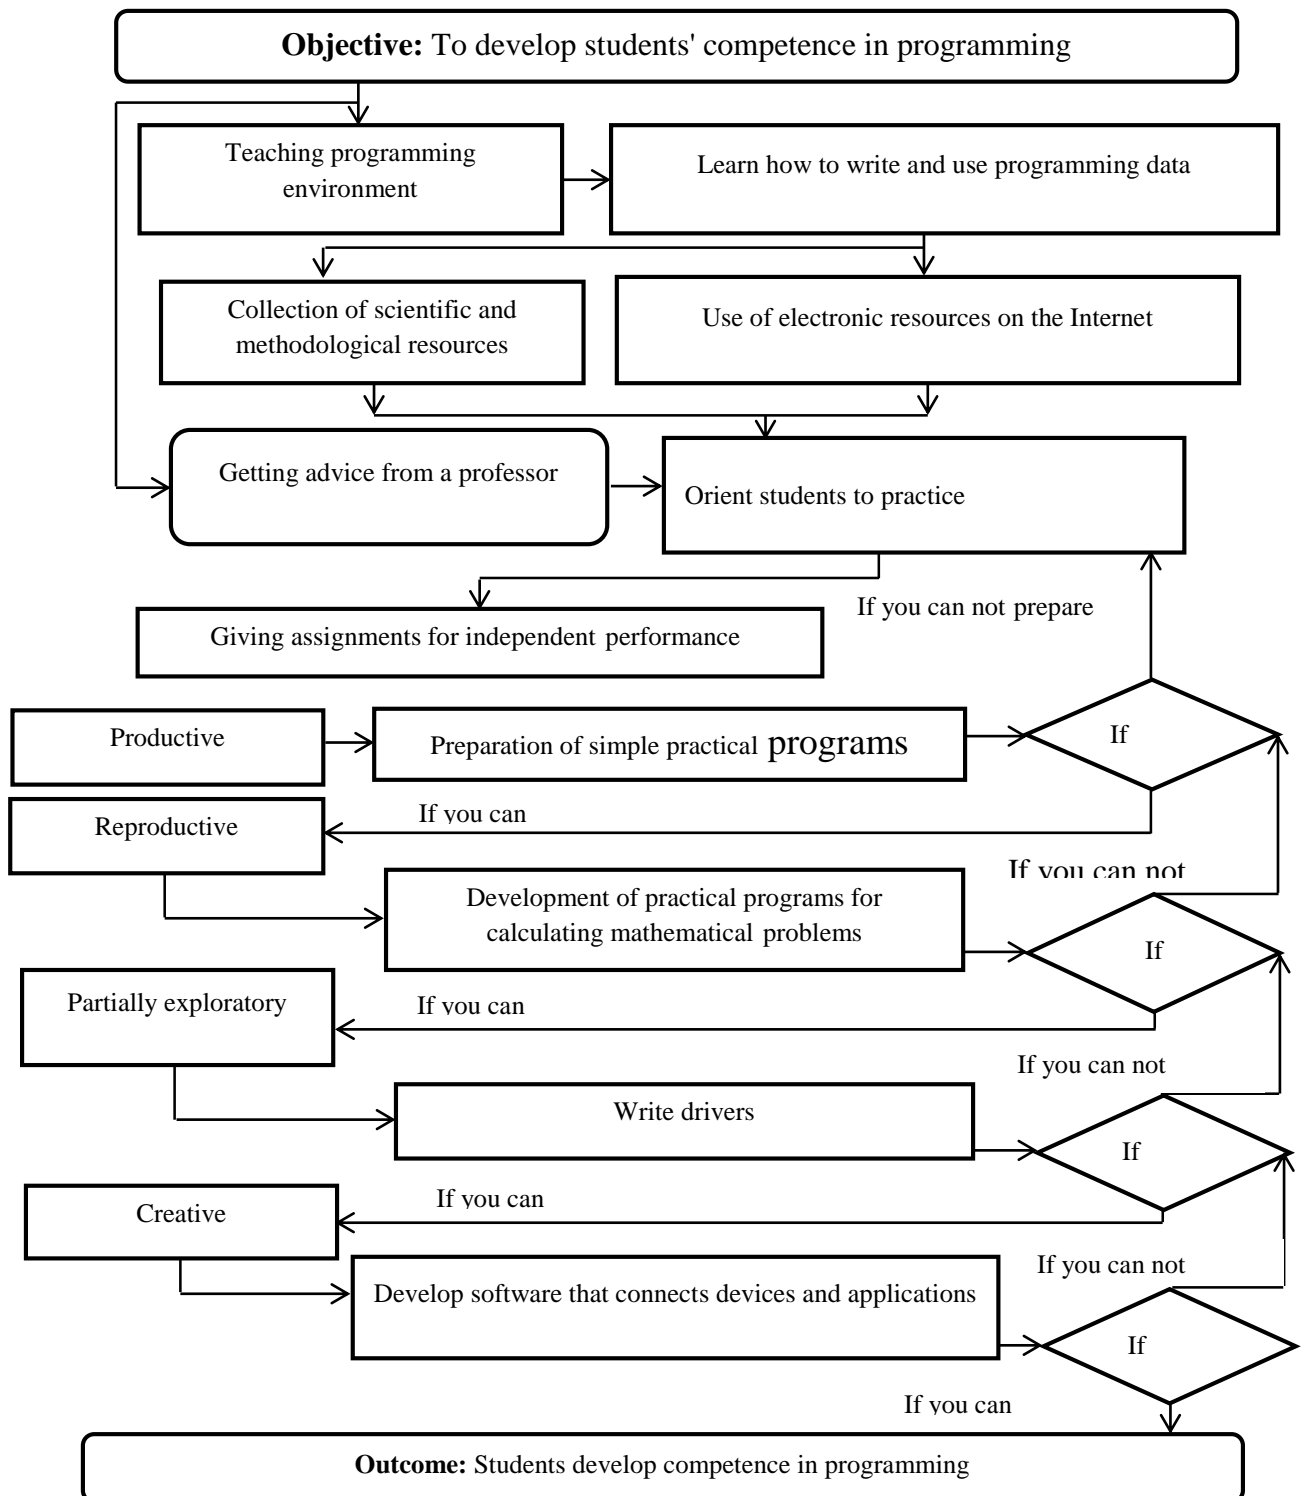 Objective: To develop students' competence in programming
Teaching programming
environment
Learn how to write and use programming data
Collection of scientific and
methodological resources
Use of electronic resources on the Internet
Getting advice from a professor
Orient students to practice
If you can not prepare
Giving assignments for independent performance
Productive
Preparation of simple practical programs
If
If you can
Reproductive
If you can not
Development of practical programs for
calculating mathematical problems
If
Partially exploratory
If you can
If you can not
Write drivers
If
If you can
Creative
If you can not
Develop software that connects devices and applications
If
If you can
Outcome: Students develop competence in programming